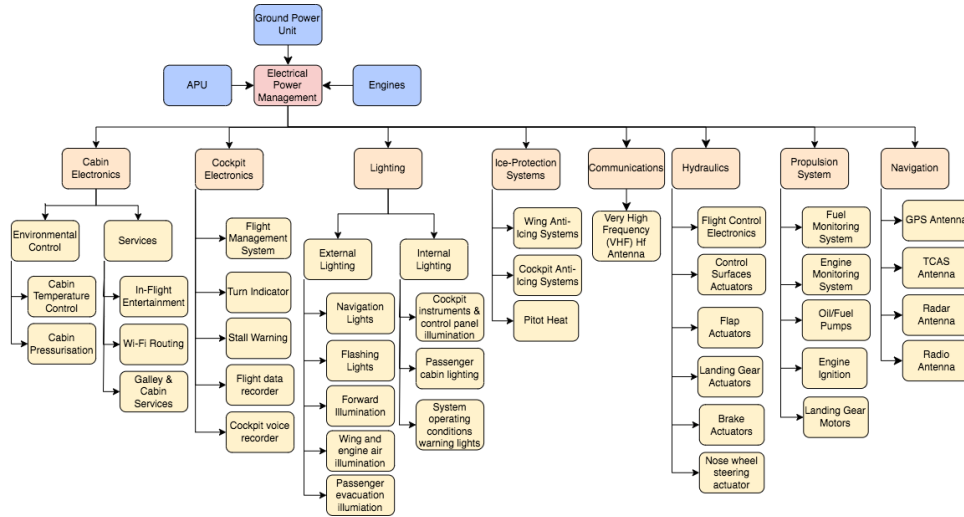 Ground Power
Unit
APU
Electrical
Power
Management
Engines
Cabin
Electronics
Cockpit
Electronics
Lighting
Ice-Protection
Systems
Communications
Hydraulics
Propulsion
System
Navigation
Environmental
Control
Services
Cabin
Temperature
Control
Cabin
Pressurisation
In-Flight
Entertainment
Wi-Fi Routing
Galley & Cabin
Services
Flight
Management
System
Turn Indicator
Stall Warning
Flight data
recorder
Cockpit voice
recorder
External
Lighting
Internal
Lighting
Navigation
Lights
Flashing
Lights
Forward
Illumination
Wing and
engine air
illumination
Passenger
evacuation
illumiation
Cockpit
instruments &
control panel
illumination
Passenger
cabin lighting
System
operating
conditions
warning lights
Wing Anti-
Icing Systems
Cockpit Anti-
Icing Systems
Pitot Heat
Very High
Frequency
(VHF) Hf
Antenna
Flight Control
Electronics
Control
Surfaces
Actuators
Flap
Actuators
Landing Gear
Actuators
Brake
Actuators
Nose wheel
steering
actuator
Fuel
Monitoring
System
Engine
Monitoring
System
Oil/Fuel
Pumps
Engine
Ignition
Landing Gear
Motors
GPS Antenna
TCAS
Antenna
Radar
Antenna
Radio
Antenna